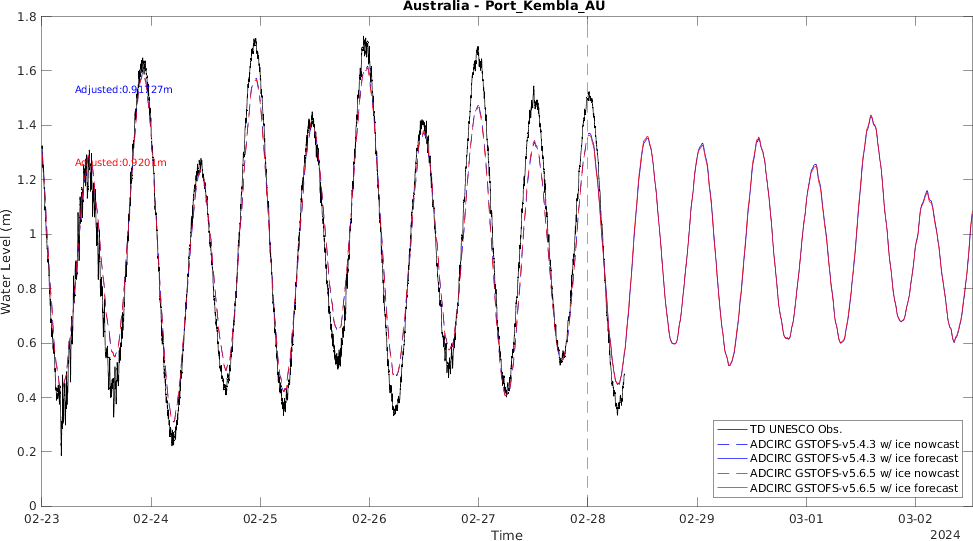 Australia - Port_Kembla_AU
1.8
1.6
1.4
1.2
1
0.8
0.6
0.4
0.2
0
Water Level (m)
Adjusted:0.91727m
Adjusted:0.9201m
TD UNESCO Obs.
ADCIRC GSTOFS-v5.4.3 w/ ice nowcast
ADCIRC GSTOFS-v5.4.3 w/ ice forecast
ADCIRC GSTOFS-v5.6.5 w/ ice nowcast
ADCIRC GSTOFS-v5.6.5 w/ ice forecast
02-23 02-24 02-25 02-26 02-27 02-28 02-29 03-01 03-02
Time
2024